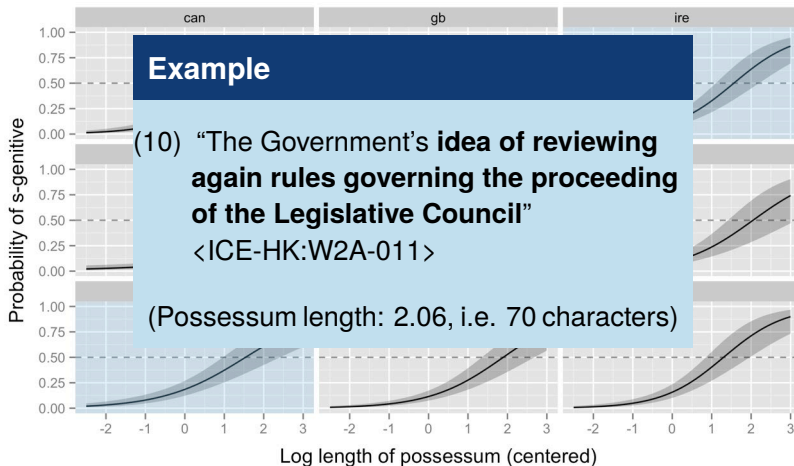 can gb ire
Probability of s-genitive
1.00
0.75
0.50
0.25
0.00
1.00
0.75
0.50
0.25
0.00
1.00
0.75
0.50
0.25
0.00
Example
(10) “The Government’s idea of reviewing
again rules governing the proceeding
of the Legislative Council”
<ICE-HK:W2A-011>
(Possessum length: 2.06, i.e. 70 characters)
-2 -1 0 1 2 3 -2 -1 0 1 2 3 -2 -1 0 1 2 3
Log length of possessum (centered)